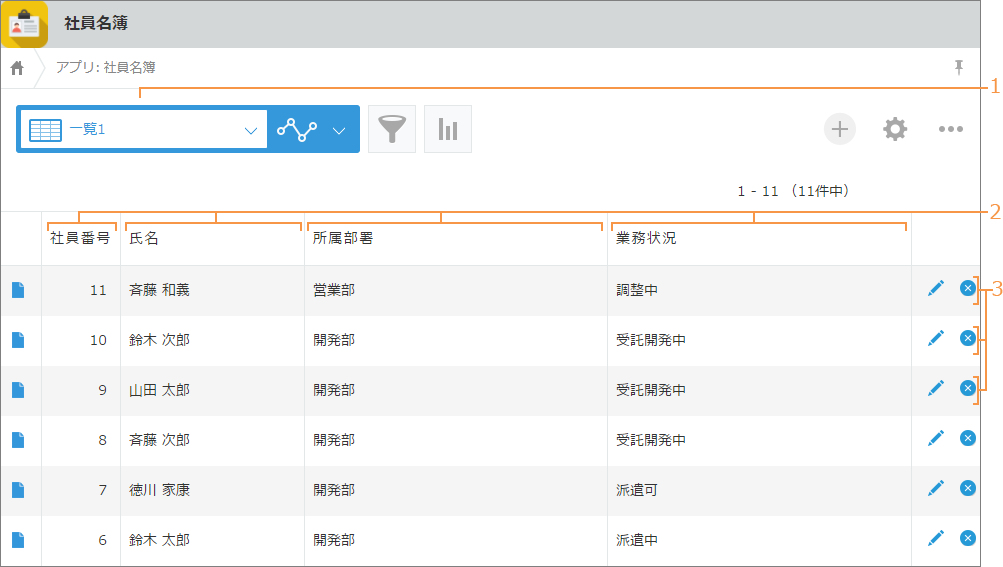 社員名簿
アプリ: 社員名簿
1
一覧1
1 - 11 （11件中）
2
社員番号 氏名 所属部署 業務状況
11 斉藤 和義 営業部 調整中
3
10 鈴木 次郎 開発部 受託開発中
9 山田 太郎 開発部 受託開発中
8 斉藤 次郎 開発部 受託開発中
7 徳川 家康 開発部 派遣可
6 鈴木 太郎 開発部 派遣中